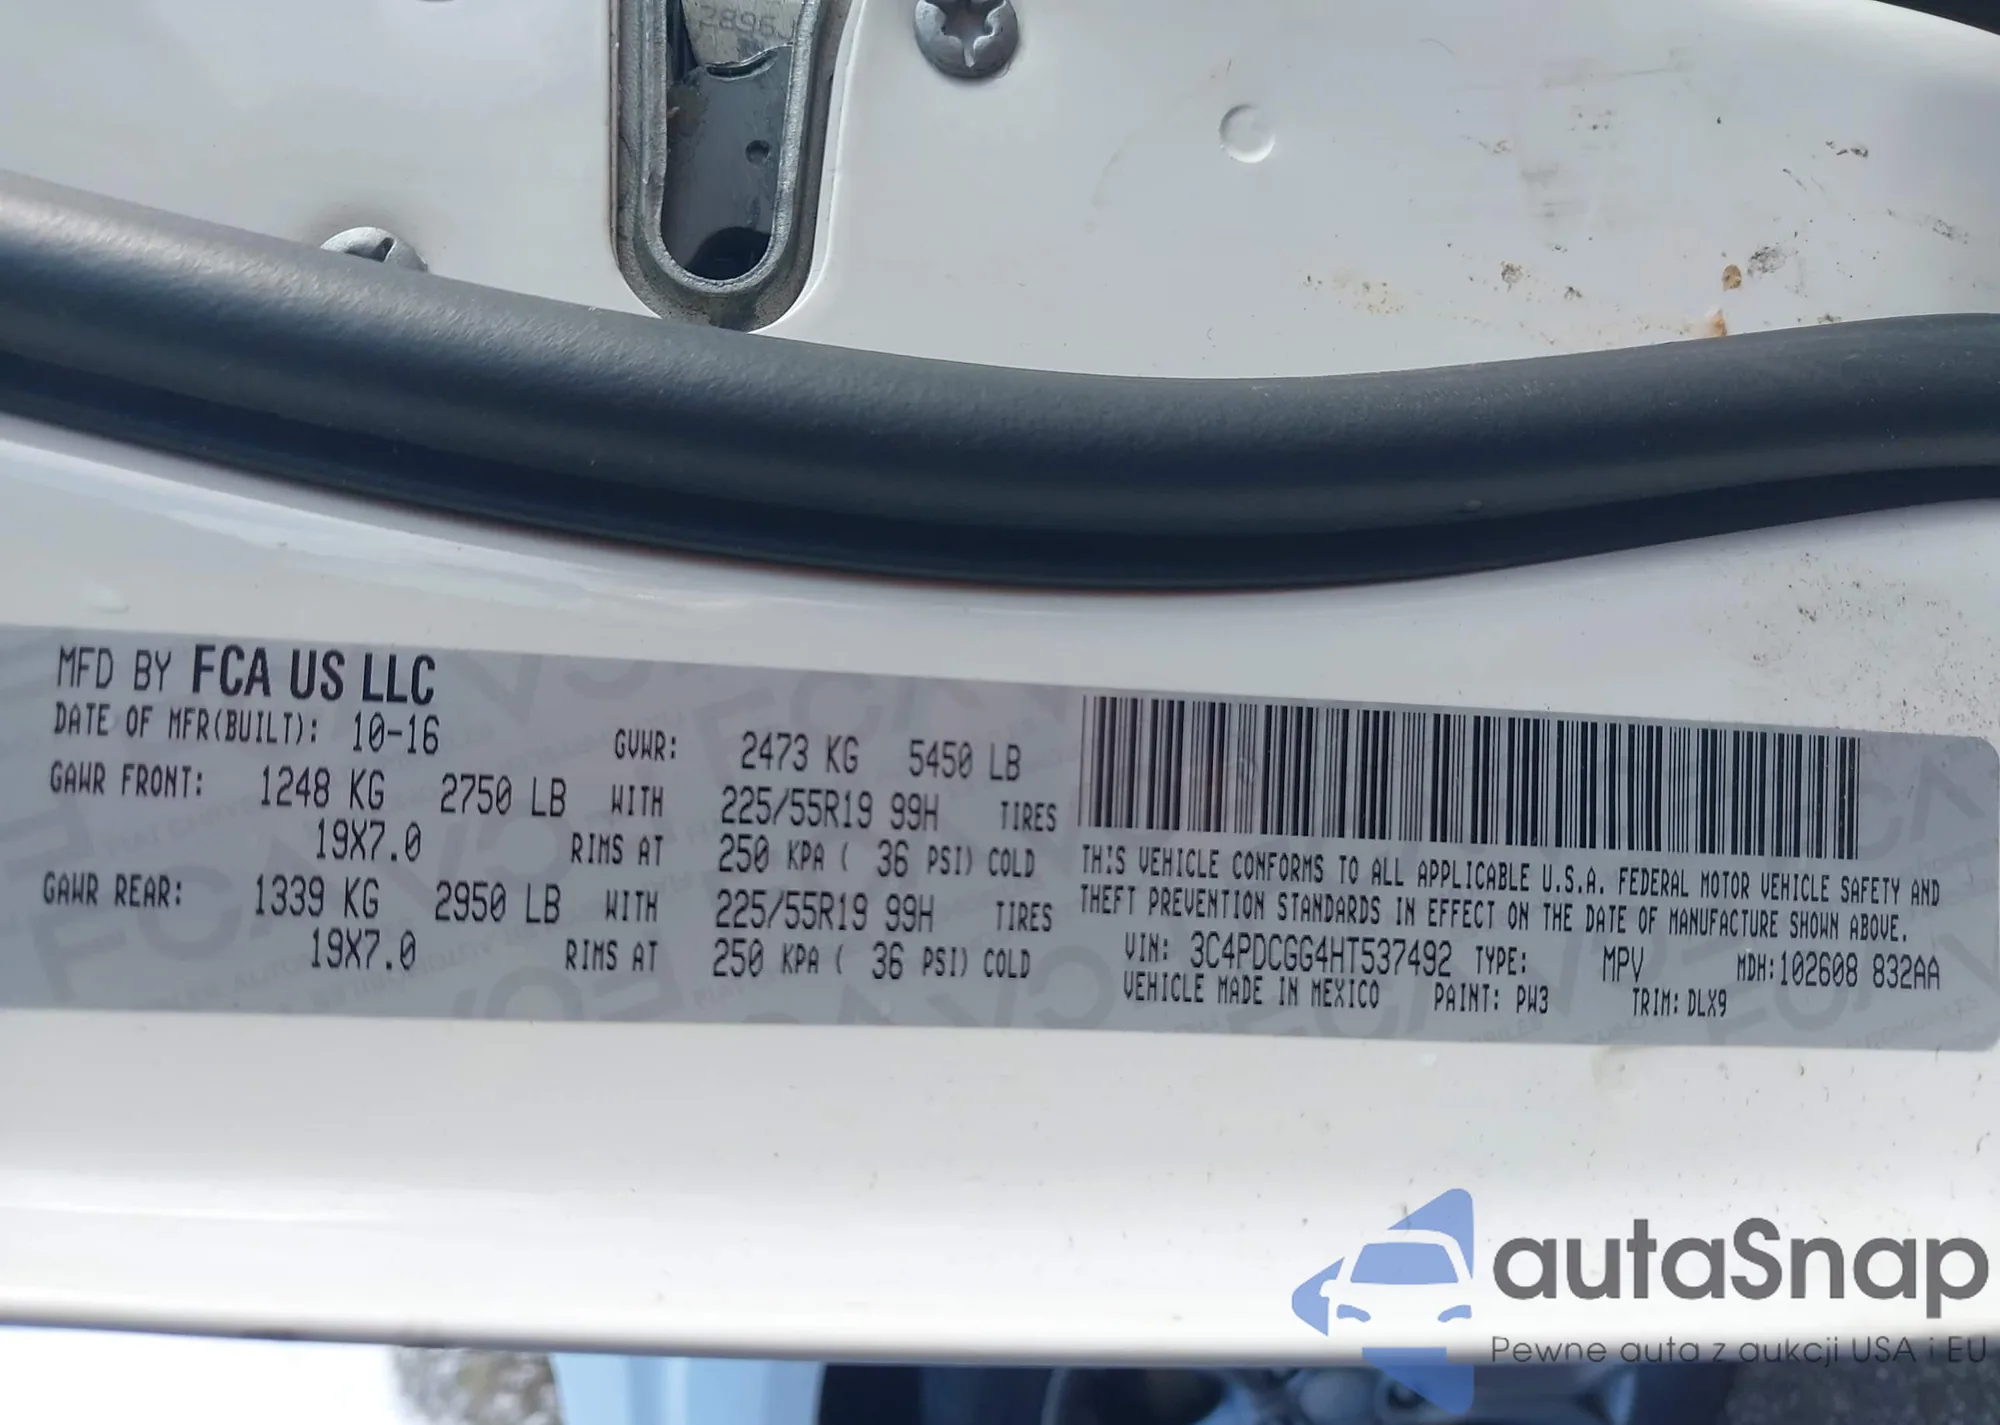 2896J
MFD BY FCA US LLC
DATE OF MFR(BUILT): 10-16
GVWR: 2473 KG 5450 LB
GAWR FRONT: 1248 KG 2750 LB WITH 225/55R19 99H TIRES
19X7.0 RIMS AT 250 KPA ( 36 PSI) COLD
GAWR REAR: 1339 KG 2950 LB WITH 225/55R19 99H TIRES
19X7.0 RIMS AT 250 KPA ( 36 PSI) COLD
THIS VEHICLE CONFORMS TO ALL APPLICABLE U.S.A. FEDERAL MOTOR VEHICLE SAFETY AND
THEFT PREVENTION STANDARDS IN EFFECT ON THE DATE OF MANUFACTURE SHOWN ABOVE.
VIN: 3C4PDCGG4HT537492 TYPE: MPV MDH:102608 832AA
VEHICLE MADE IN MEXICO PAINT: PW3 TRIM: DLX9
autaSnap
Pewne auta z aukcji USA i EU